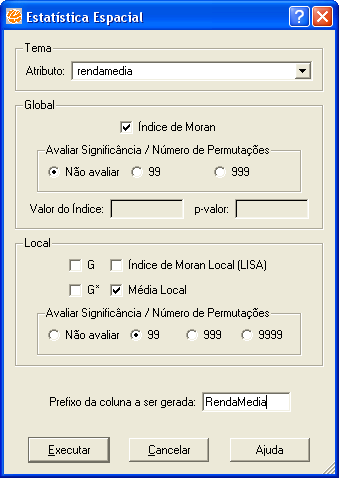 Estatística Espacial
Tema
Atributo: rendamedia
Global
Índice de Moran
Avaliar Significância / Número de Permutações
Não avaliar 99 999
Valor do Índice: p-valor:
Local
G Índice de Moran Local (LISA)
G* Média Local
Avaliar Significância / Número de Permutações
Não avaliar 99 999 9999
Prefixo da coluna a ser gerada: RendaMedia
Executar Cancelar Ajuda